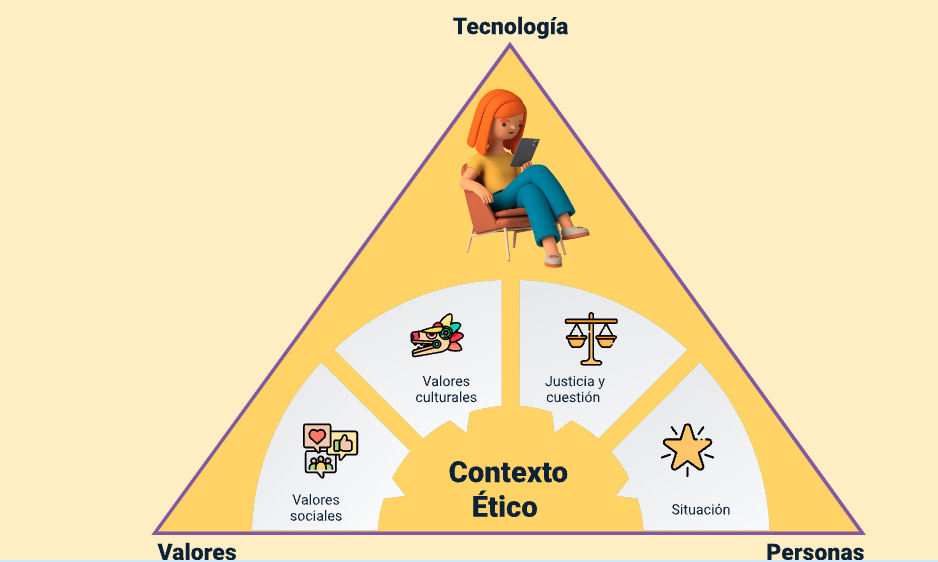 Tecnología
Valores
culturales
Justicia y
cuestión
Valores
sociales
Contexto
Ético
Situación
Valores
Personas